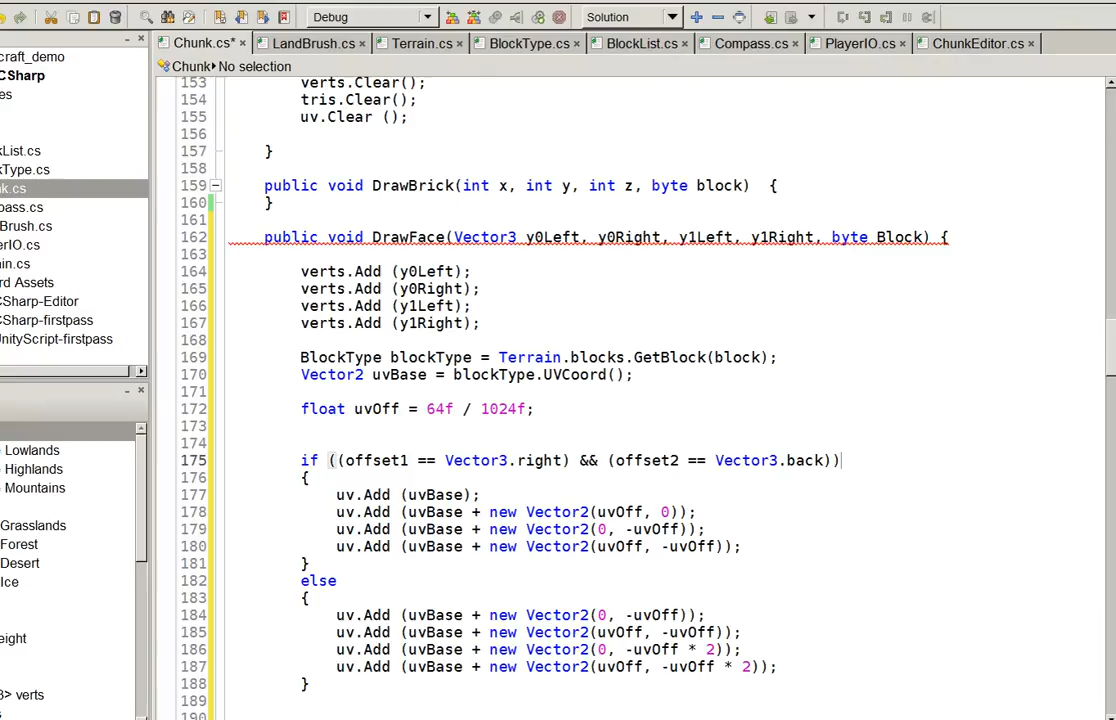 Debug
Solution
craft_demo
CSharp
es
kList.cs
kType.cs
nk.cs
pass.cs
Brush.cs
erIO.cs
in.cs
rd Assets
CSharp-Editor
CSharp-firstpass
UnityScript-firstpass
Lowlands
Highlands
Mountains
Grasslands
Forest
Desert
Ice
eight
3> verts
Chunk.cs* × LandBrush.cs × Terrain.cs × BlockType.cs × BlockList.cs × Compass.cs × PlayerIO.cs × ChunkEditor.cs ×
Chunk▸No selection
153 verts.Clear();
154 tris.Clear();
155 uv.Clear ();
156
157 }
158
159 public void DrawBrick(int x, int y, int z, byte block) {
160 }
161
162 public void DrawFace(Vector3 y0Left, y0Right, y1Left, y1Right, byte Block) {
163
164 verts.Add (y0Left);
165 verts.Add (y0Right);
166 verts.Add (y1Left);
167 verts.Add (y1Right);
168
169 BlockType blockType = Terrain.blocks.GetBlock(block);
170 Vector2 uvBase = blockType.UVCoord();
171
172 float uvOff = 64f / 1024f;
173
174
175 if ((offset1 == Vector3.right) && (offset2 == Vector3.back))
176 {
177 uv.Add (uvBase);
178 uv.Add (uvBase + new Vector2(uvOff, 0));
179 uv.Add (uvBase + new Vector2(0, -uvOff));
180 uv.Add (uvBase + new Vector2(uvOff, -uvOff));
181 }
182 else
183 {
184 uv.Add (uvBase + new Vector2(0, -uvOff));
185 uv.Add (uvBase + new Vector2(uvOff, -uvOff));
186 uv.Add (uvBase + new Vector2(0, -uvOff * 2));
187 uv.Add (uvBase + new Vector2(uvOff, -uvOff * 2));
188 }
189
190